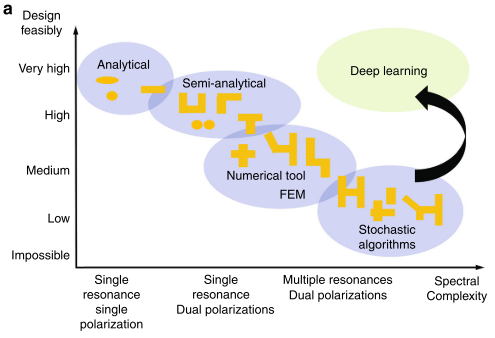 a
Design
feasibly
Very high
High
Medium
Low
Impossible
Analytical
Semi-analytical
Numerical tool
FEM
Stochastic
algorithms
Deep learning
Single
resonance
single
polarization
Single
resonance
Dual polarizations
Multiple resonances
Dual polarizations
Spectral
Complexity